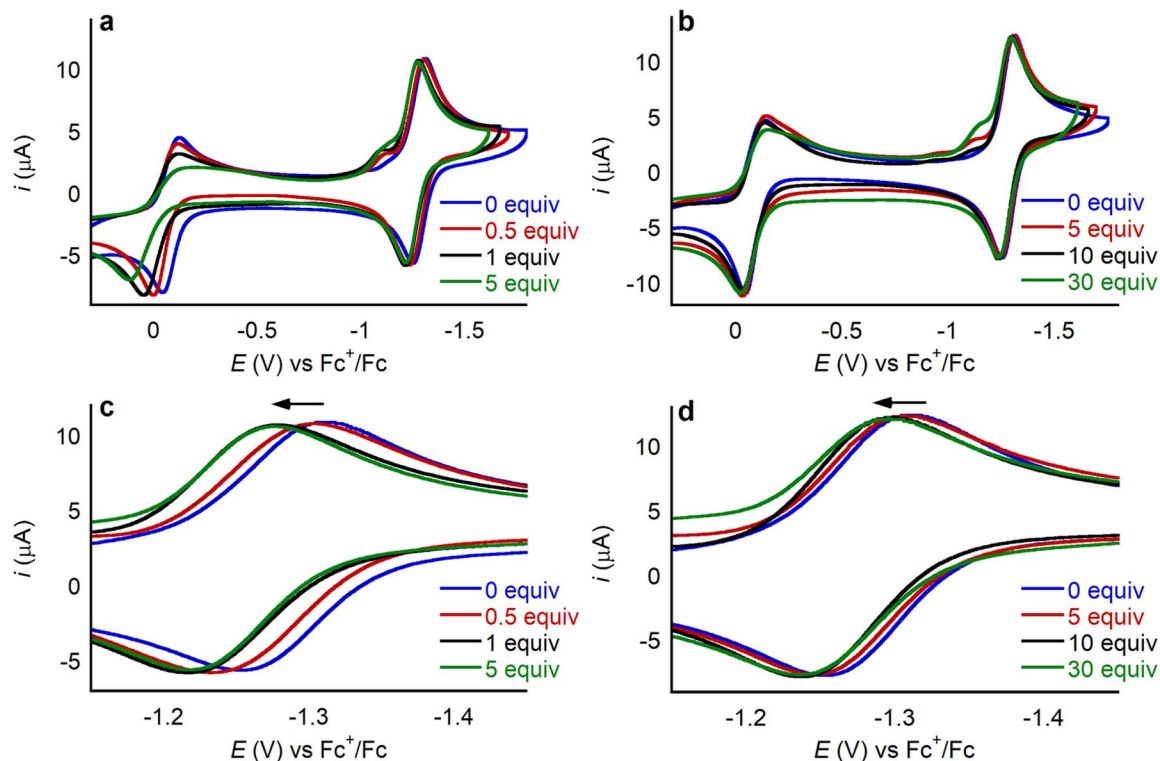 a
10
5
0
-5
i (μA)
0 equiv
0.5 equiv
1 equiv
5 equiv
0 -0.5 -1 -1.5
E (V) vs Fc⁺/Fc
b
10
5
0
-5
-10
i (μA)
0 equiv
5 equiv
10 equiv
30 equiv
0 -0.5 -1 -1.5
E (V) vs Fc⁺/Fc
c
10
5
0
-5
i (μA)
0 equiv
0.5 equiv
1 equiv
5 equiv
-1.2 -1.3 -1.4
E (V) vs Fc⁺/Fc
d
10
5
0
-5
i (μA)
0 equiv
5 equiv
10 equiv
30 equiv
-1.2 -1.3 -1.4
E (V) vs Fc⁺/Fc